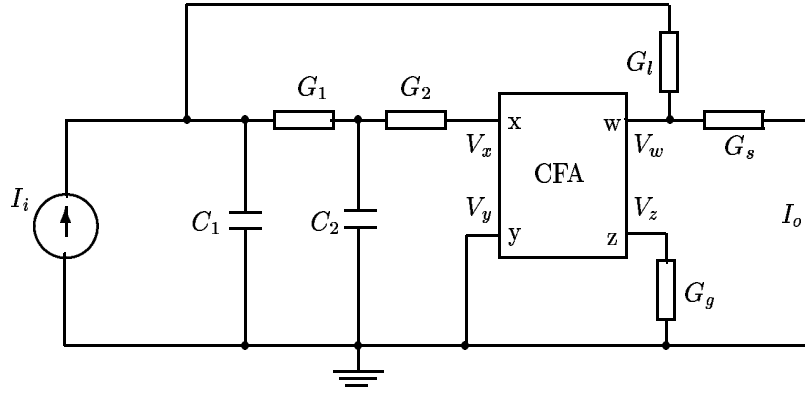 G_l
G_1
G_2
x
w
V_x
V_w
G_s
CFA
I_i
C_1
C_2
V_y
V_z
I_o
y
z
G_g